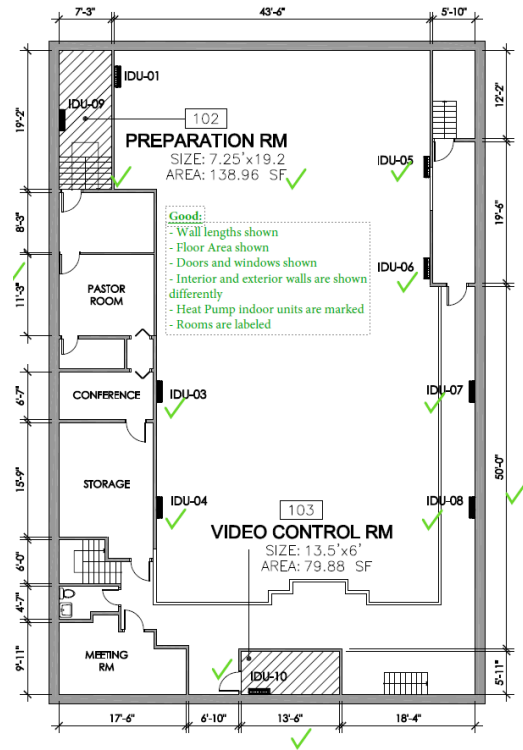 7'-3"
43'-6"
5'-10"
IDU-01
IDU-09
102
PREPARATION RM
SIZE: 7.25'x19.2
AREA: 138.96 SF
IDU-05
19'-2"
12'-2"
Good:
- Wall lengths shown
- Floor Area shown
- Doors and windows shown
- Interior and exterior walls are shown
differently
- Heat Pump indoor units are marked
- Rooms are labeled
19'-6"
IDU-06
8'-3"
PASTOR
ROOM
11'-3"
CONFERENCE
6'-7"
IDU-03
IDU-07
STORAGE
15'-9"
IDU-04
IDU-08
50'-0"
103
VIDEO CONTROL RM
SIZE: 13.5'x6'
AREA: 79.88 SF
6'-0"
4'-7"
MEETING
RM
9'-11"
IDU-10
5'-11"
17'-6"
6'-10"
13'-6"
18'-4"